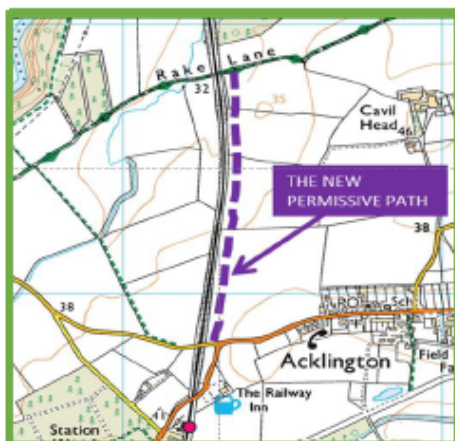 Rake Lane
32
35
Cavil
Head
46
THE NEW
PERMISSIVE PATH
38
38
Sch
Acklington
Field
The Railway
Inn
41
Station